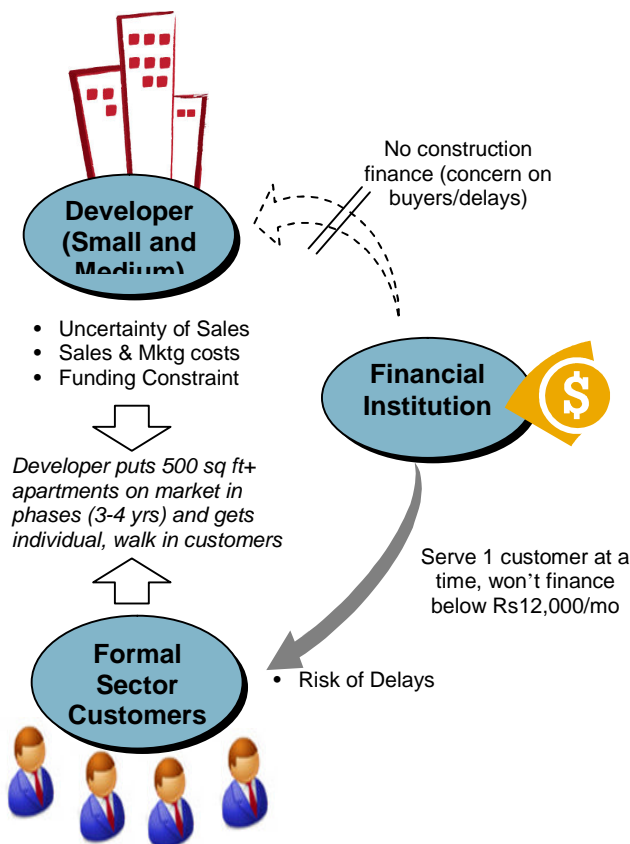 No construction
finance (concern on
buyers/delays)
Developer
(Small and
Medium)
• Uncertainty of Sales
• Sales & Mktg costs
• Funding Constraint
Financial
Institution
$
Developer puts 500 sq ft+
apartments on market in
phases (3-4 yrs) and gets
individual, walk in customers
Serve 1 customer at a
time, won’t finance
below Rs12,000/mo
Formal
Sector
Customers
• Risk of Delays